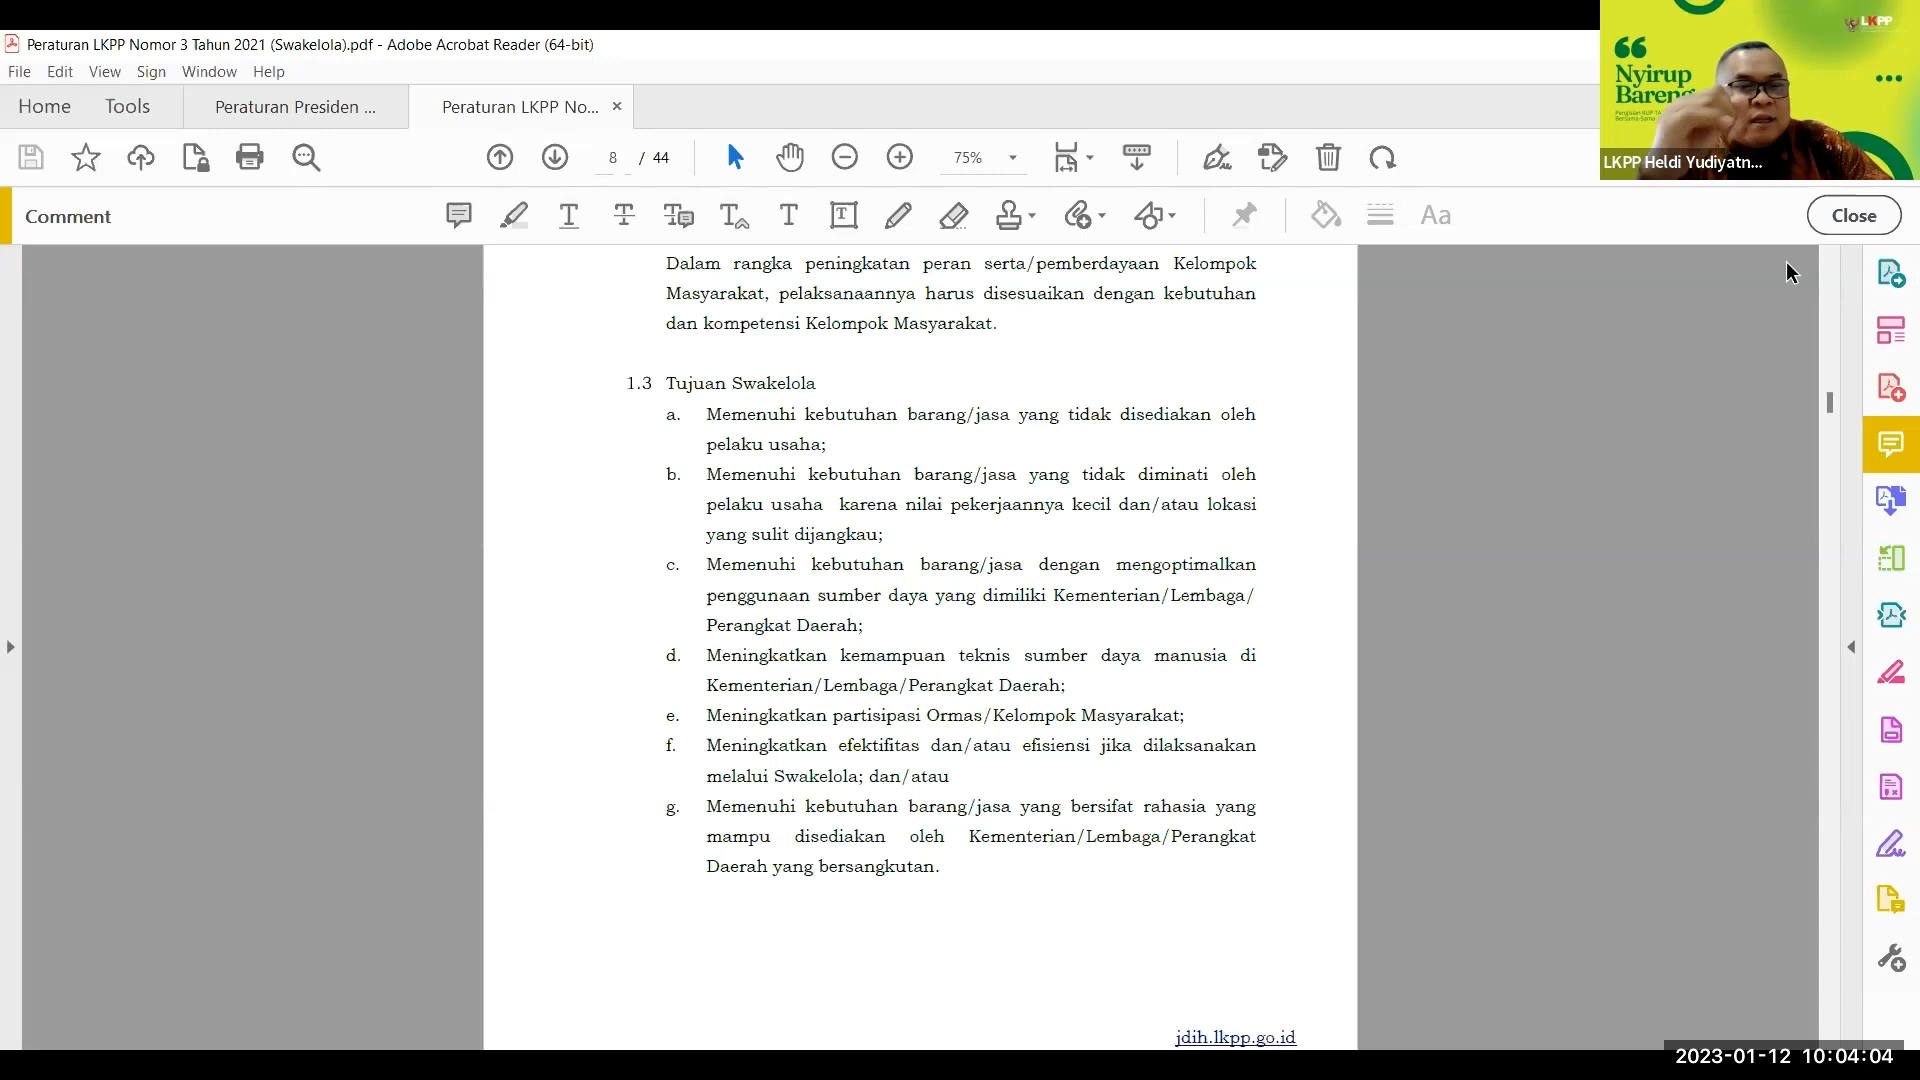 Peraturan LKPP Nomor 3 Tahun 2021 (Swakelola).pdf - Adobe Acrobat Reader (64-bit)
File Edit View Sign Window Help
Home Tools Peraturan Presiden ... Peraturan LKPP No... ×
8 / 44 75%
Comment
Aa
Close
LKPP
Nyirup
Bareng
LKPP Heldi Yudiyatn...
Dalam rangka peningkatan peran serta/pemberdayaan Kelompok
Masyarakat, pelaksanaannya harus disesuaikan dengan kebutuhan
dan kompetensi Kelompok Masyarakat.
1.3 Tujuan Swakelola
a. Memenuhi kebutuhan barang/jasa yang tidak disediakan oleh
pelaku usaha;
b. Memenuhi kebutuhan barang/jasa yang tidak diminati oleh
pelaku usaha karena nilai pekerjaannya kecil dan/atau lokasi
yang sulit dijangkau;
c. Memenuhi kebutuhan barang/jasa dengan mengoptimalkan
penggunaan sumber daya yang dimiliki Kementerian/Lembaga/
Perangkat Daerah;
d. Meningkatkan kemampuan teknis sumber daya manusia di
Kementerian/Lembaga/Perangkat Daerah;
e. Meningkatkan partisipasi Ormas/Kelompok Masyarakat;
f. Meningkatkan efektifitas dan/atau efisiensi jika dilaksanakan
melalui Swakelola; dan/atau
g. Memenuhi kebutuhan barang/jasa yang bersifat rahasia yang
mampu disediakan oleh Kementerian/Lembaga/Perangkat
Daerah yang bersangkutan.
jdih.lkpp.go.id
2023-01-12 10:04:04